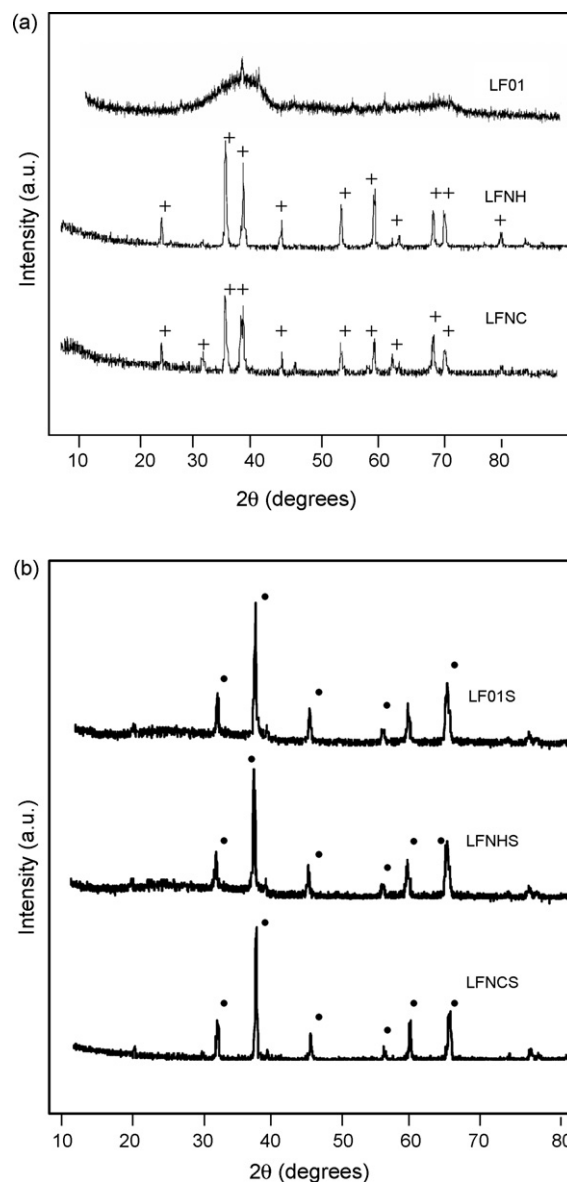 (a)
LF01
+ + + + + + + + + +
LFNH
+ + + + + + + + + +
LFNC
Intensity (a.u.)
10 20 30 40 50 60 70 80
2θ (degrees)
(b)
LF01S
LFNHS
LFNCS
Intensity (a.u.)
10 20 30 40 50 60 70 80
2θ (degrees)